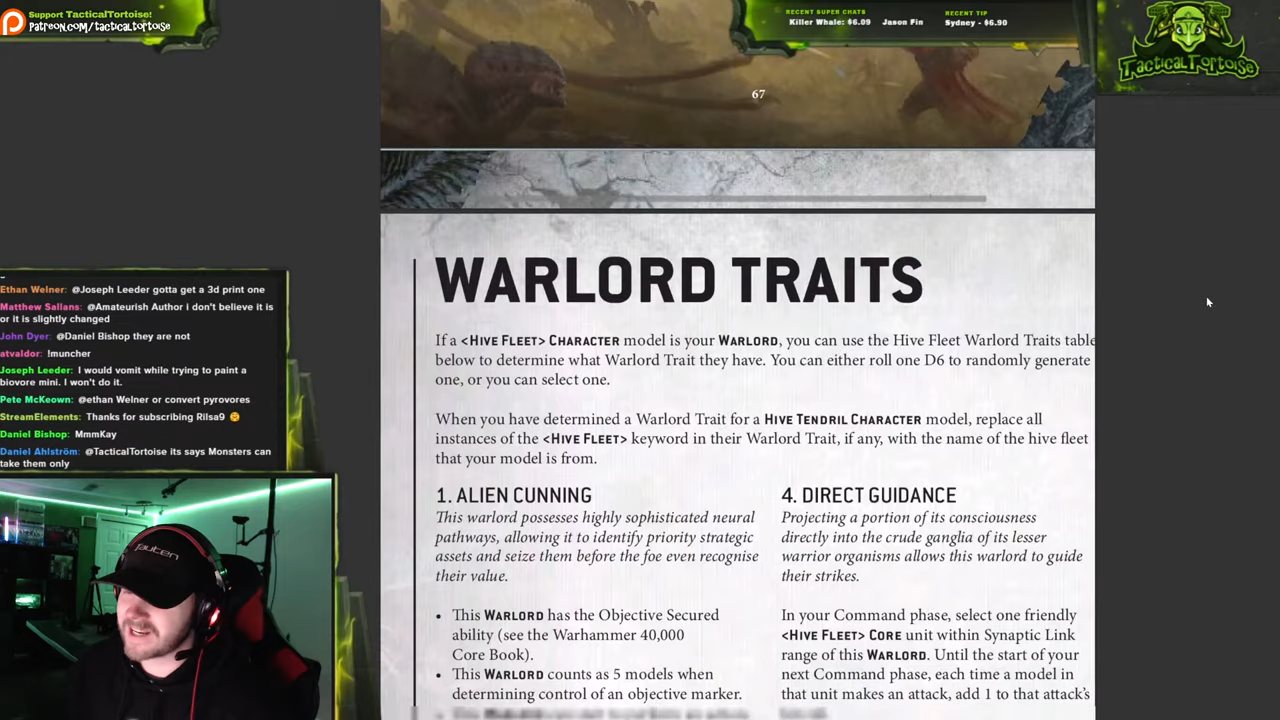 Support TacticalTortoise!
Patreon.com/tacticaltortoise
RECENT SUPER CHATS
Killer Whale: $6.09 Jason Fin
RECENT TIP
Sydney - $6.90
TacticalTortoise
67
WARLORD TRAITS
If a <HIVE FLEET> CHARACTER model is your WARLORD, you can use the Hive Fleet Warlord Traits table
below to determine what Warlord Trait they have. You can either roll one D6 to randomly generate
one, or you can select one.
When you have determined a Warlord Trait for a HIVE TENDRIL CHARACTER model, replace all
instances of the <HIVE FLEET> keyword in their Warlord Trait, if any, with the name of the hive fleet
that your model is from.
1. ALIEN CUNNING
This warlord possesses highly sophisticated neural
pathways, allowing it to identify priority strategic
assets and seize them before the foe even recognise
their value.
• This WARLORD has the Objective Secured
ability (see the Warhammer 40,000
Core Book).
• This WARLORD counts as 5 models when
determining control of an objective marker.
4. DIRECT GUIDANCE
Projecting a portion of its consciousness
directly into the crude ganglia of its lesser
warrior organisms allows this warlord to guide
their strikes.
In your Command phase, select one friendly
<HIVE FLEET> CORE unit within Synaptic Link
range of this WARLORD. Until the start of your
next Command phase, each time a model in
that unit makes an attack, add 1 to that attack's
Ethan Welner: @Joseph Leeder gotta get a 3d print one
Matthew Sallans: @Amateurish Author i don't believe it is
or it is slightly changed
John Dyer: @Daniel Bishop they are not
atvaldor: !muncher
Joseph Leeder: I would vomit while trying to paint a
biovore mini. I won't do it.
Pete McKeown: @ethan Welner or convert pyrovores
StreamElements: Thanks for subscribing Rilsa9
Daniel Bishop: MmmKay
Daniel Ahlström: @TacticalTortoise its says Monsters can
take them only
Tauten